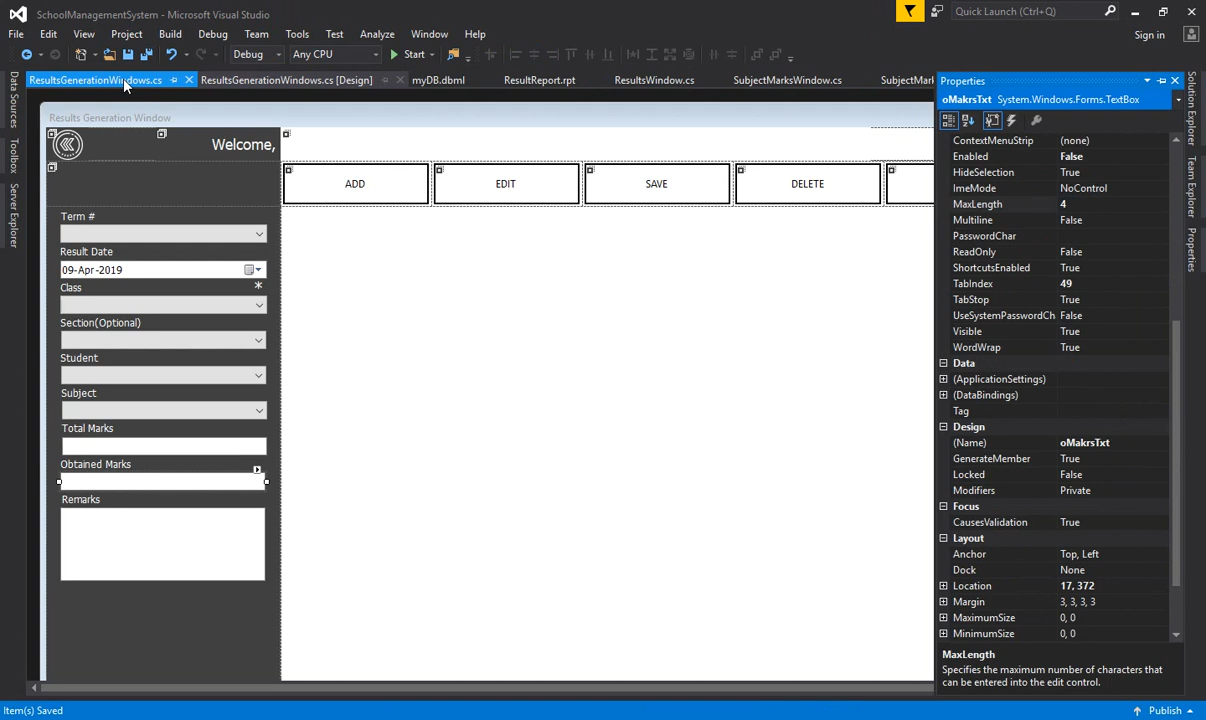 SchoolManagementSystem - Microsoft Visual Studio
Quick Launch (Ctrl+Q)
File Edit View Project Build Debug Team Tools Test Analyze Window Help
Sign in
Debug Any CPU Start
ResultsGenerationWindows.cs ResultsGenerationWindows.cs [Design] myDB.dbml ResultReport.rpt ResultsWindow.cs SubjectMarksWindow.cs SubjectMark
Data Sources
Toolbox
Server Explorer
Results Generation Window
Welcome,
ADD EDIT SAVE DELETE
Term #
Result Date
09-Apr-2019
Class *
Section(Optional)
Student
Subject
Total Marks
Obtained Marks
Remarks
Properties
oMakrsTxt System.Windows.Forms.TextBox
ContextMenuStrip (none)
Enabled False
HideSelection True
ImeMode NoControl
MaxLength 4
Multiline False
PasswordChar
ReadOnly False
ShortcutsEnabled True
TabIndex 49
TabStop True
UseSystemPasswordCh False
Visible True
WordWrap True
Data
(ApplicationSettings)
(DataBindings)
Tag
Design
(Name) oMakrsTxt
GenerateMember True
Locked False
Modifiers Private
Focus
CausesValidation True
Layout
Anchor Top, Left
Dock None
Location 17, 372
Margin 3, 3, 3, 3
MaximumSize 0, 0
MinimumSize 0, 0
MaxLength
Specifies the maximum number of characters that
can be entered into the edit control.
Solution Explorer
Team Explorer
Properties
Item(s) Saved
Publish